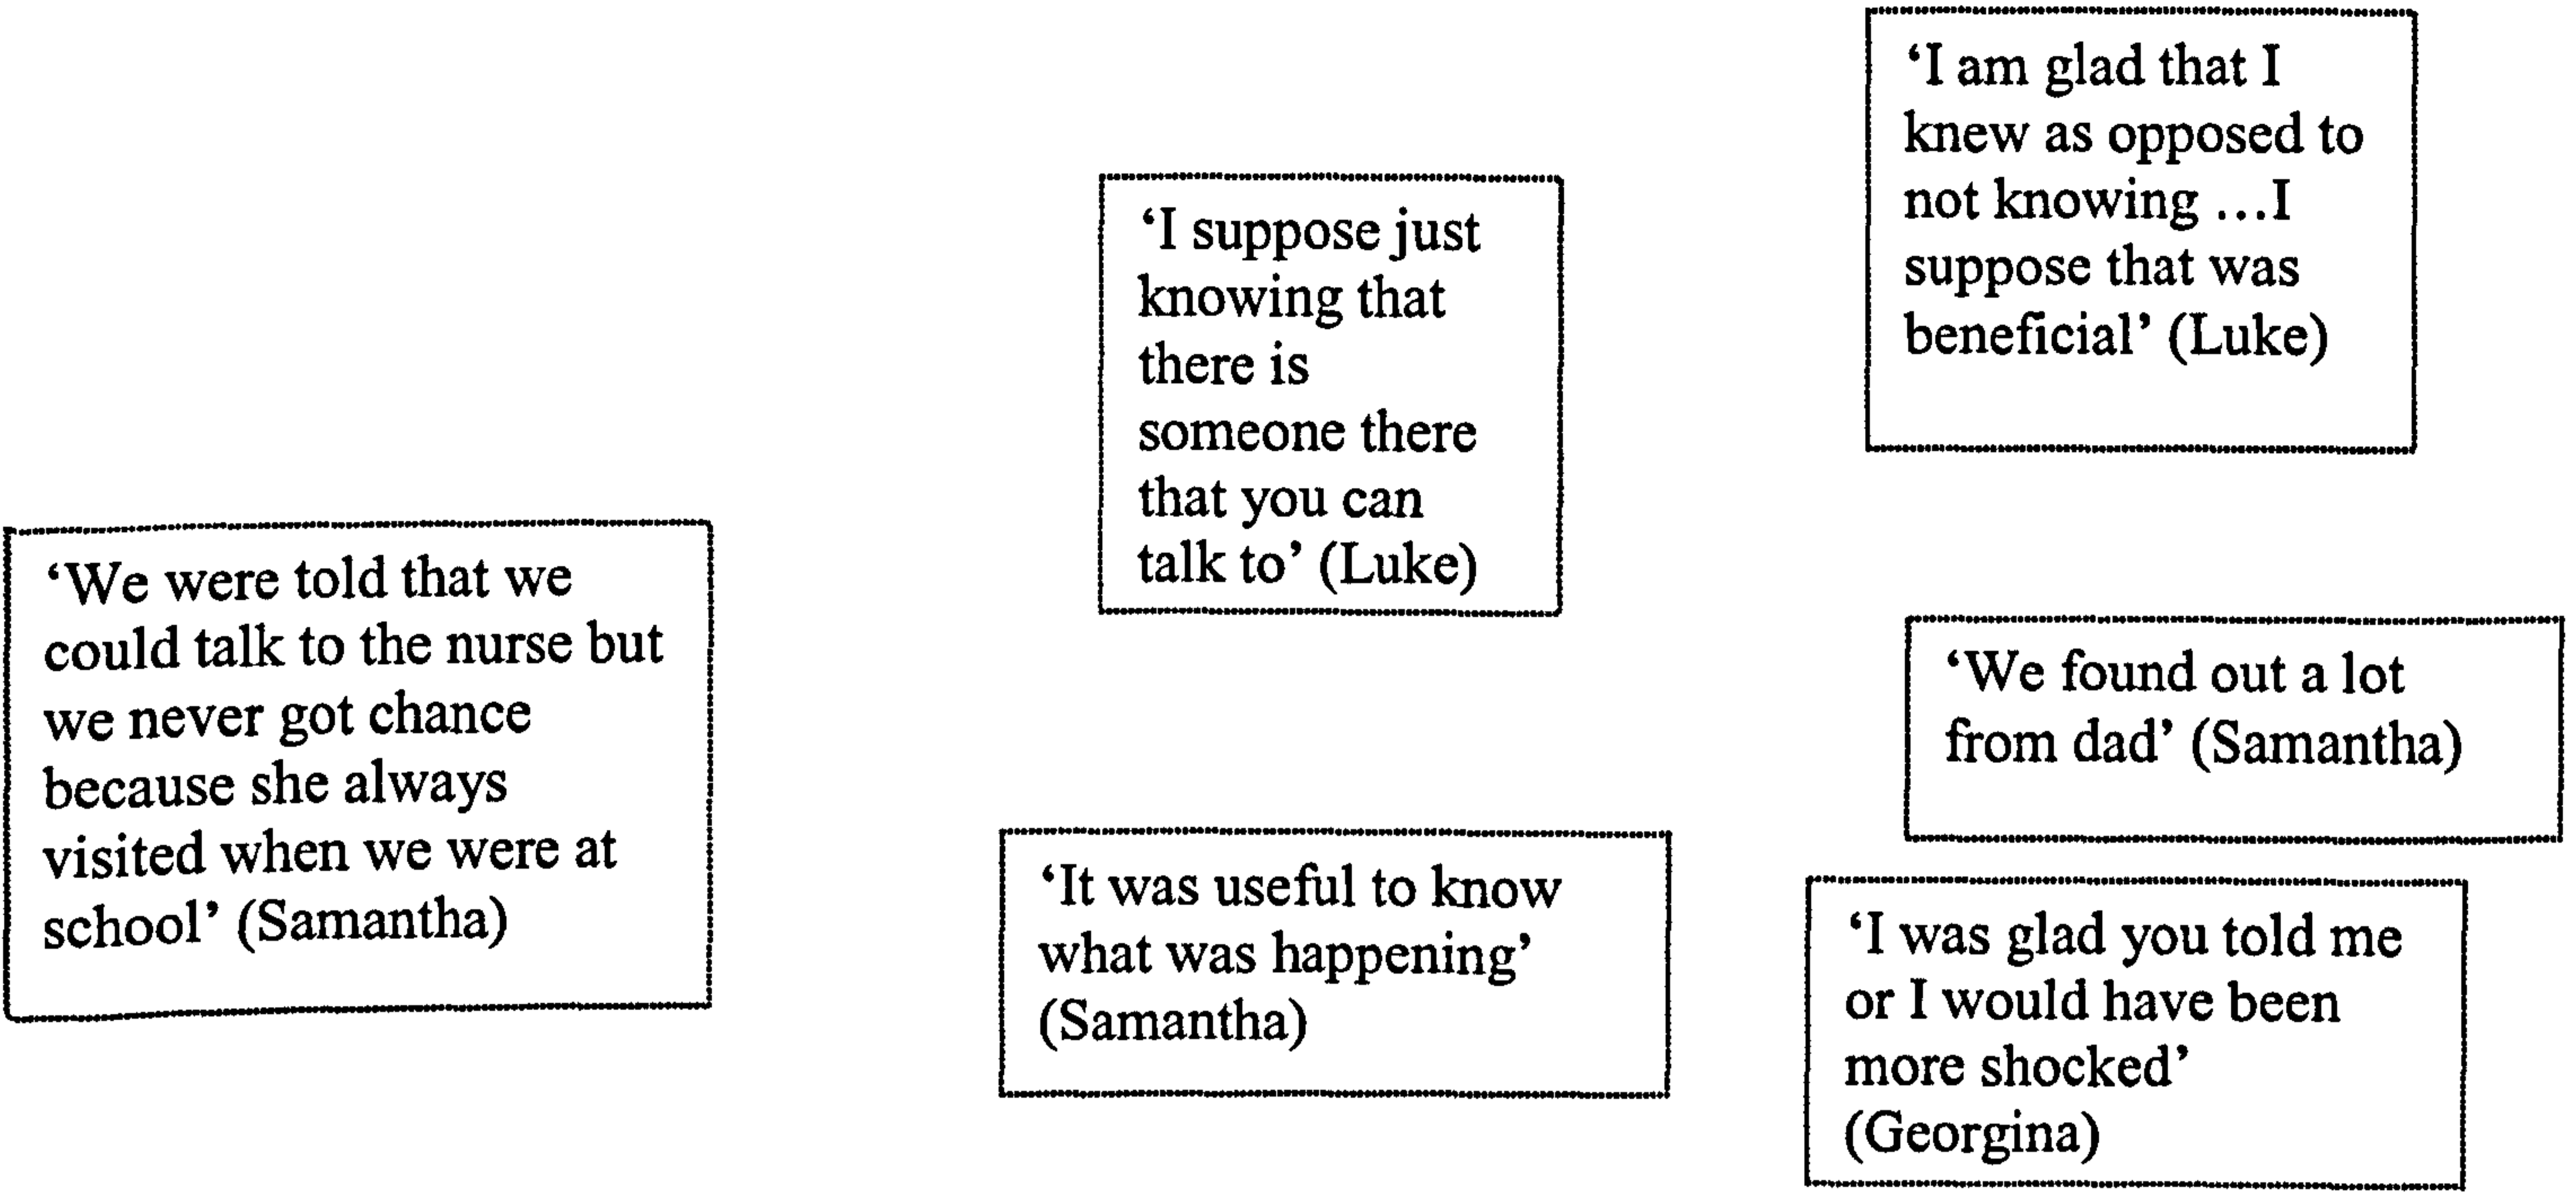 ‘We were told that we
could talk to the nurse but
we never got chance
because she always
visited when we were at
school’ (Samantha)
‘I suppose just
knowing that
there is
someone there
that you can
talk to’ (Luke)
‘It was useful to know
what was happening’
(Samantha)
‘I am glad that I
knew as opposed to
not knowing …I
suppose that was
beneficial’ (Luke)
‘We found out a lot
from dad’ (Samantha)
‘I was glad you told me
or I would have been
more shocked’
(Georgina)